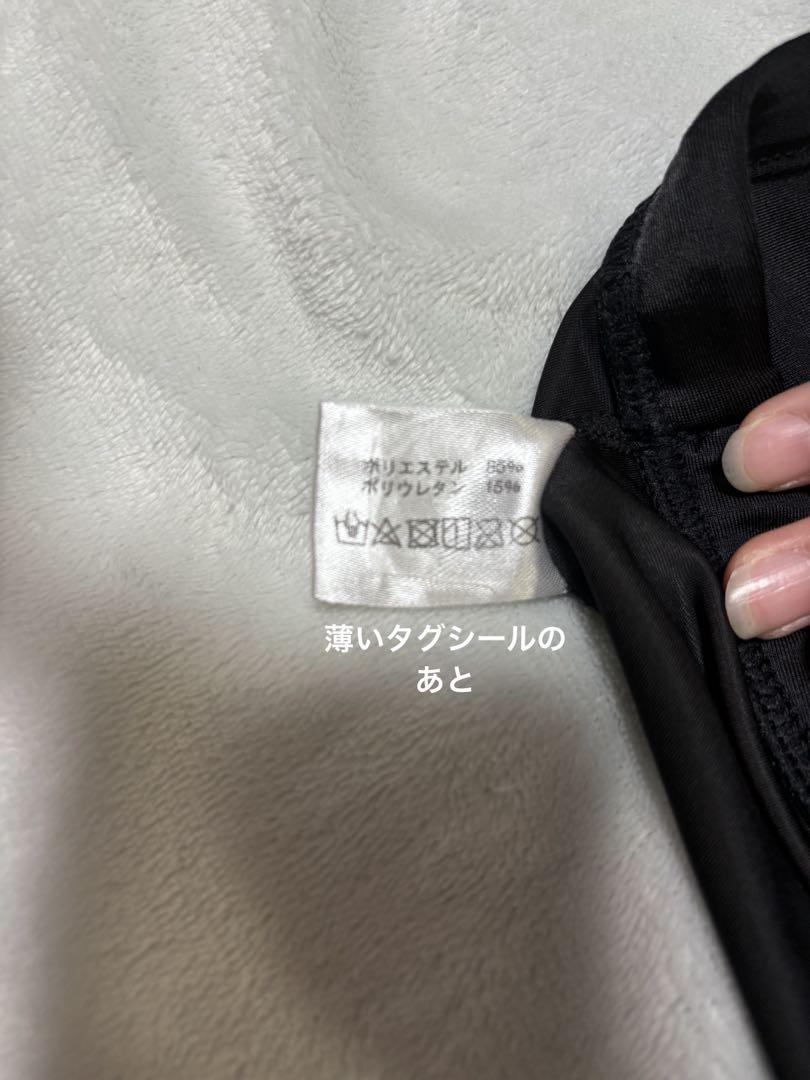 ポリエステル 85%
ポリウレタン 15%
薄いタグシールの
あと